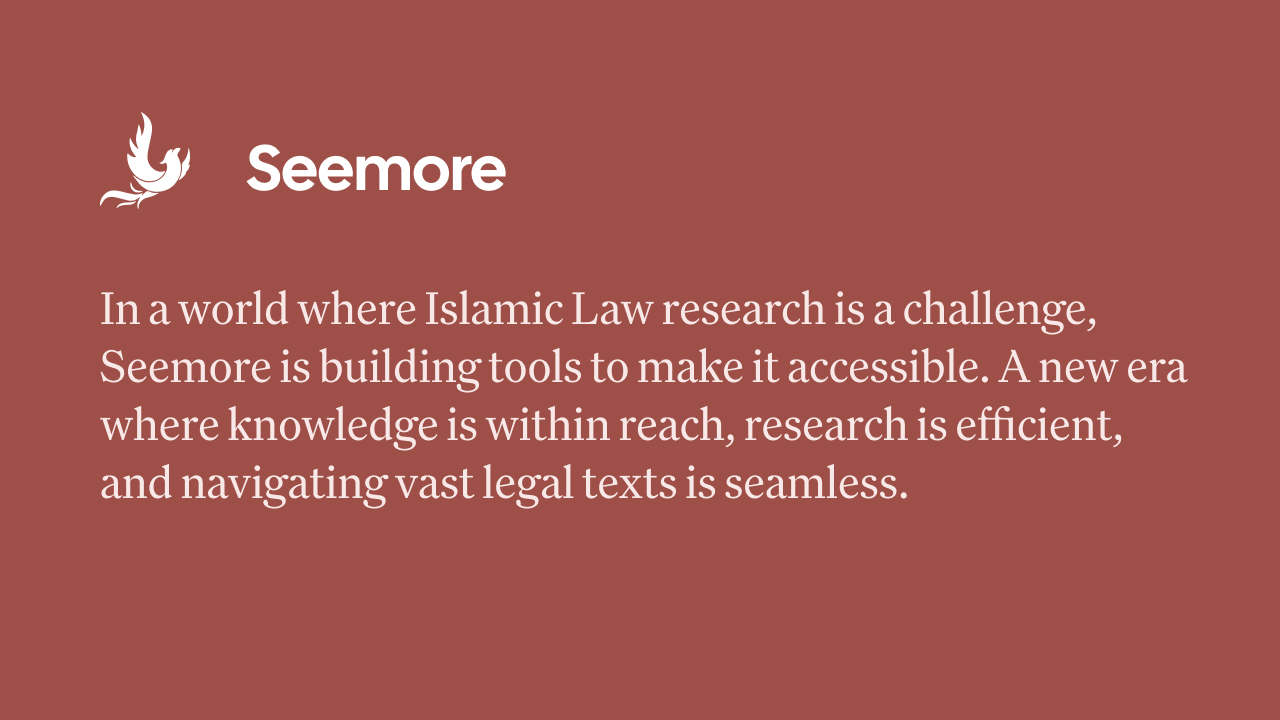 Seemore
In a world where Islamic Law research is a challenge,
Seemore is building tools to make it accessible. A new era
where knowledge is within reach, research is efficient,
and navigating vast legal texts is seamless.